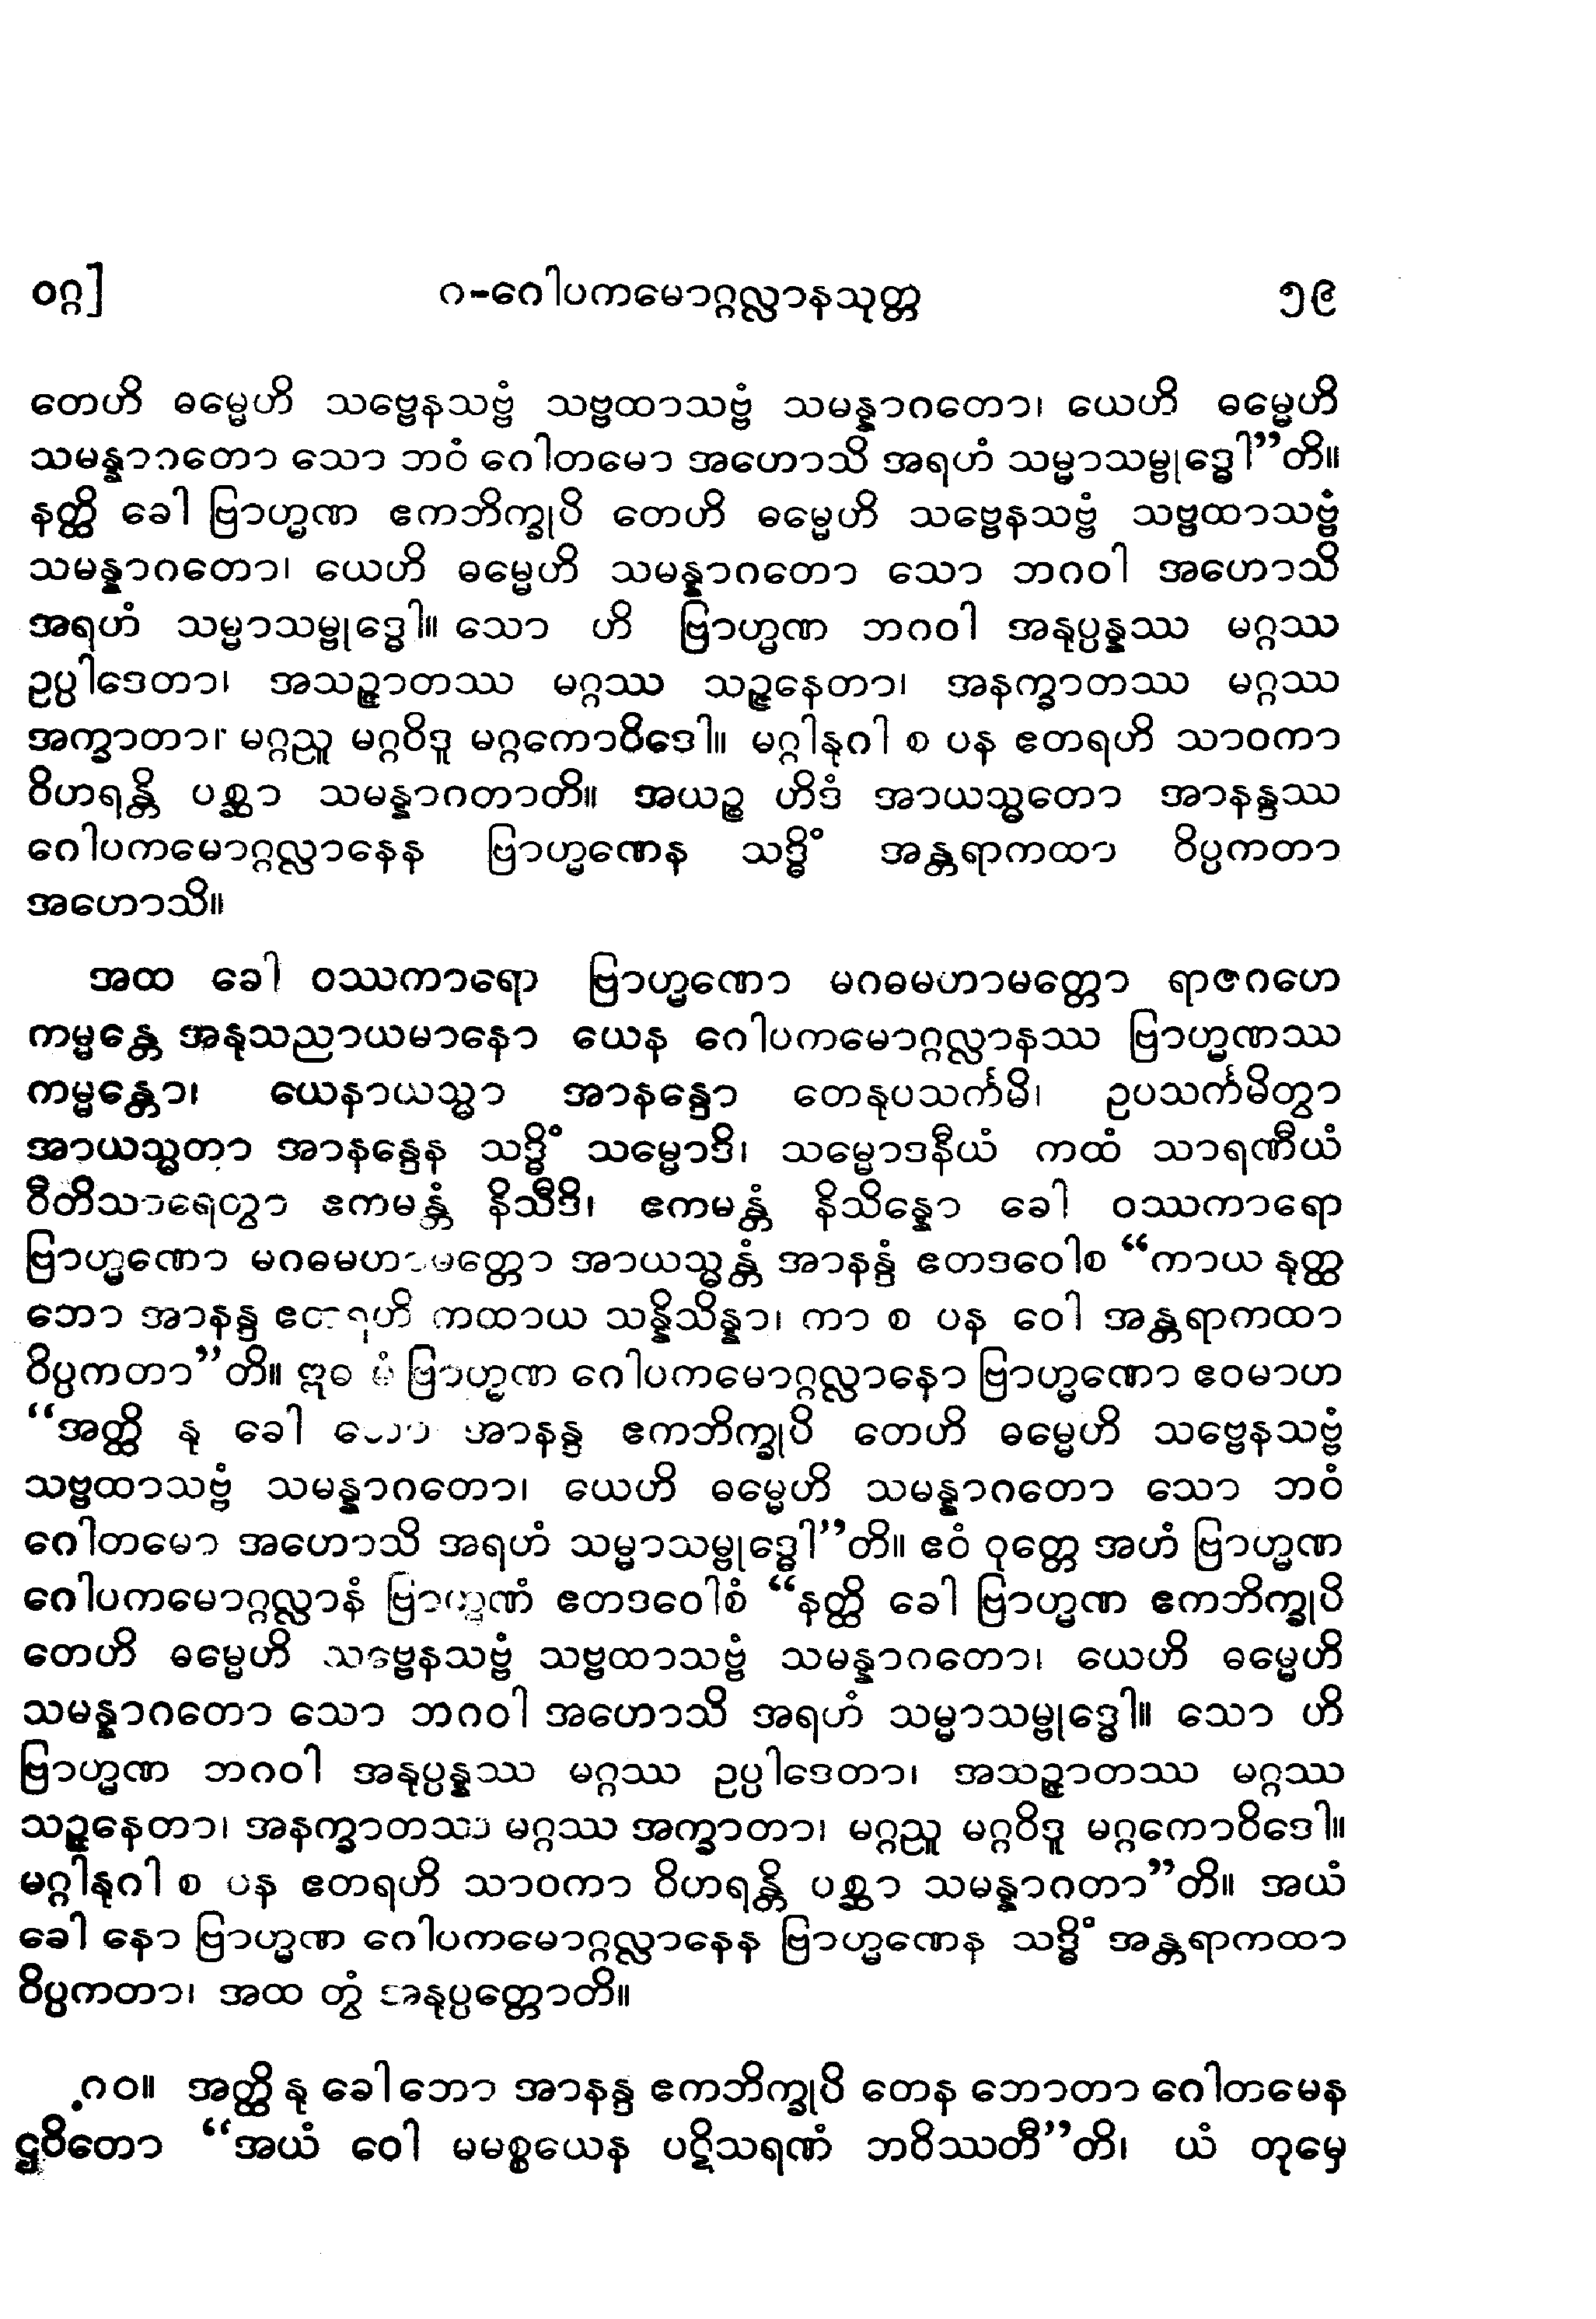 ဝဂ္ဂ] ဂ-ဂေါပကမောဂ္ဂလ္လာနသုတ္တ ၅၉
တေဟိ ဓမ္မေဟိ သဗ္ဗေနသဗ္ဗံ သဗ္ဗထာသဗ္ဗံ သမန္နာဂတော၊ ယေဟိ ဓမ္မေဟိ
သမန္နာဂတော သော ဘဝံ ဂေါတမော အဟောသိ အရဟံ သမ္မာသမ္ဗုဒ္ဓေါ”တိ။
နတ္ထိ ခေါ ဗြာဟ္မဏ ဧကဘိက္ခုပိ တေဟိ ဓမ္မေဟိ သဗ္ဗေနသဗ္ဗံ သဗ္ဗထာသဗ္ဗံ
သမန္နာဂတော၊ ယေဟိ ဓမ္မေဟိ သမန္နာဂတော သော ဘဂဝါ အဟောသိ
အရဟံ သမ္မာသမ္ဗုဒ္ဓေါ။ သော ဟိ ဗြာဟ္မဏ ဘဂဝါ အနုပ္ပန္နဿ မဂ္ဂဿ
ဥပ္ပါဒေတာ၊ အသဉ္ဇာတဿ မဂ္ဂဿ သဉ္ဇနေတာ၊ အနက္ခာတဿ မဂ္ဂဿ
အက္ခာတာ၊ မဂ္ဂညူ မဂ္ဂဝိဒူ မဂ္ဂကောဝိဒေါ။ မဂ္ဂါနုဂါ စ ပန ဧတရဟိ သာဝကာ
ဝိဟရန္တိ ပစ္ဆာ သမန္နာဂတာတိ။ အယဉ္စ ဟိဒံ အာယသ္မတော အာနန္ဒဿ
ဂေါပကမောဂ္ဂလ္လာနေန ဗြာဟ္မဏေန သဒ္ဓိံ အန္တရာကထာ ဝိပ္ပကတာ
အဟောသိ။
အထ ခေါ ဝဿကာရော ဗြာဟ္မဏော မဂဓမဟာမတ္တော ရာဇဂဟေ
ကမ္မန္တေ အနုသညာယမာနော ယေန ဂေါပကမောဂ္ဂလ္လာနဿ ဗြာဟ္မဏဿ
ကမ္မန္တော၊ ယေနာယသ္မာ အာနန္ဒော တေနုပသင်္ကမိ၊ ဥပသင်္ကမိတွာ
အာယသ္မတာ အာနန္ဒေန သဒ္ဓိံ သမ္မောဒိ၊ သမ္မောဒနီယံ ကထံ သာရဏီယံ
ဝီတိသာရေတွာ ဧကမန္တံ နိသီဒိ၊ ဧကမန္တံ နိသိန္နော ခေါ ဝဿကာရော
ဗြာဟ္မဏော မဂဓမဟာမတ္တော အာယသ္မန္တံ အာနန္ဒံ ဧတဒဝေါစ “ကာယ နုတ္ထ
ဘော အာနန္ဒ ဧတရဟိ ကထာယ သန္နိသိန္နာ၊ ကာ စ ပန ဝေါ အန္တရာကထာ
ဝိပ္ပကတာ”တိ။ ဣဓ မံ ဗြာဟ္မဏ ဂေါပကမောဂ္ဂလ္လာနော ဗြာဟ္မဏော ဧဝမာဟ
“အတ္ထိ နု ခေါ ဘော အာနန္ဒ ဧကဘိက္ခုပိ တေဟိ ဓမ္မေဟိ သဗ္ဗေနသဗ္ဗံ
သဗ္ဗထာသဗ္ဗံ သမန္နာဂတော၊ ယေဟိ ဓမ္မေဟိ သမန္နာဂတော သော ဘဝံ
ဂေါတမော အဟောသိ အရဟံ သမ္မာသမ္ဗုဒ္ဓေါ”တိ။ ဧဝံ ဝုတ္တေ အဟံ ဗြာဟ္မဏ
ဂေါပကမောဂ္ဂလ္လာနံ ဗြာဟ္မဏံ ဧတဒဝေါစံ “နတ္ထိ ခေါ ဗြာဟ္မဏ ဧကဘိက္ခုပိ
တေဟိ ဓမ္မေဟိ သဗ္ဗေနသဗ္ဗံ သဗ္ဗထာသဗ္ဗံ သမန္နာဂတော၊ ယေဟိ ဓမ္မေဟိ
သမန္နာဂတော သော ဘဂဝါ အဟောသိ အရဟံ သမ္မာသမ္ဗုဒ္ဓေါ။ သော ဟိ
ဗြာဟ္မဏ ဘဂဝါ အနုပ္ပန္နဿ မဂ္ဂဿ ဥပ္ပါဒေတာ၊ အသဉ္ဇာတဿ မဂ္ဂဿ
သဉ္ဇနေတာ၊ အနက္ခာတဿ မဂ္ဂဿ အက္ခာတာ၊ မဂ္ဂညူ မဂ္ဂဝိဒူ မဂ္ဂကောဝိဒေါ။
မဂ္ဂါနုဂါ စ ပန ဧတရဟိ သာဝကာ ဝိဟရန္တိ ပစ္ဆာ သမန္နာဂတာ”တိ။ အယံ
ခေါ နော ဗြာဟ္မဏ ဂေါပကမောဂ္ဂလ္လာနေန ဗြာဟ္မဏေန သဒ္ဓိံ အန္တရာကထာ
ဝိပ္ပကတာ၊ အထ တွံ အနုပ္ပတ္တောတိ။
၇၀။ အတ္ထိ နု ခေါ ဘော အာနန္ဒ ဧကဘိက္ခုပိ တေန ဘောတာ ဂေါတမေန
ဌပိတော “အယံ ဝေါ မမစ္စယေန ပဋိသရဏံ ဘဝိဿတီ”တိ၊ ယံ တုမှေ